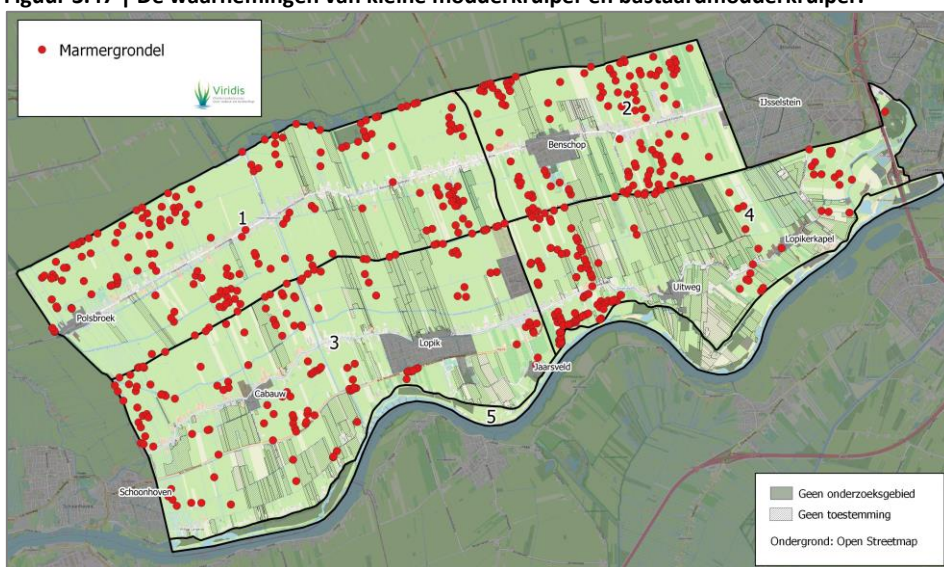 Figuur 3.47 | De waarnemingen van kleine modderkruiper en bastaardmodderkruiper.
Marmergrondel
Viridis
IJsselstein
2
Benschop
1
4
Lopikerkapel
Polsbroek
Uitweg
3
Lopik
Jaarsveld
Cabauw
5
Schoonhoven
Geen onderzoeksgebied
Geen toestemming
Ondergrond: Open Streetmap